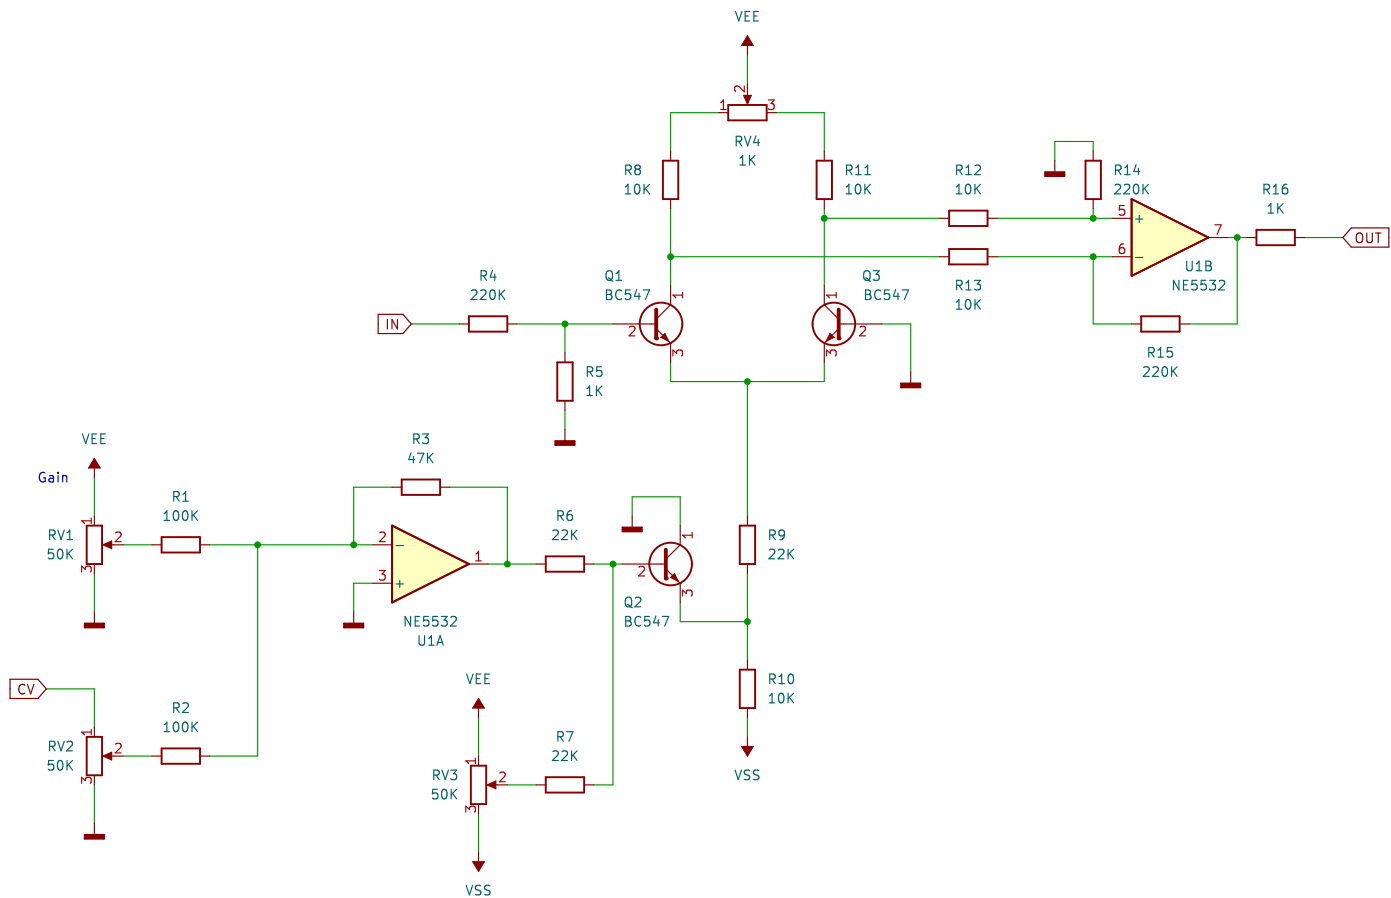 VEE
2
1
3
RV4
1K
R8
10K
R11
10K
R12
10K
R14
220K
R16
1K
5
+
7
OUT
6
−
U1B
NE5532
R13
10K
R4
220K
Q1
BC547
1
Q3
BC547
1
IN
2
2
3
3
R15
220K
R5
1K
VEE
Gain
R3
47K
R1
100K
1
RV1
50K
2
3
2
−
1
3
+
NE5532
U1A
R6
22K
1
2
3
Q2
BC547
R9
22K
CV
R2
100K
1
RV2
50K
2
3
VEE
R7
22K
1
RV3
50K
2
3
VSS
R10
10K
VSS